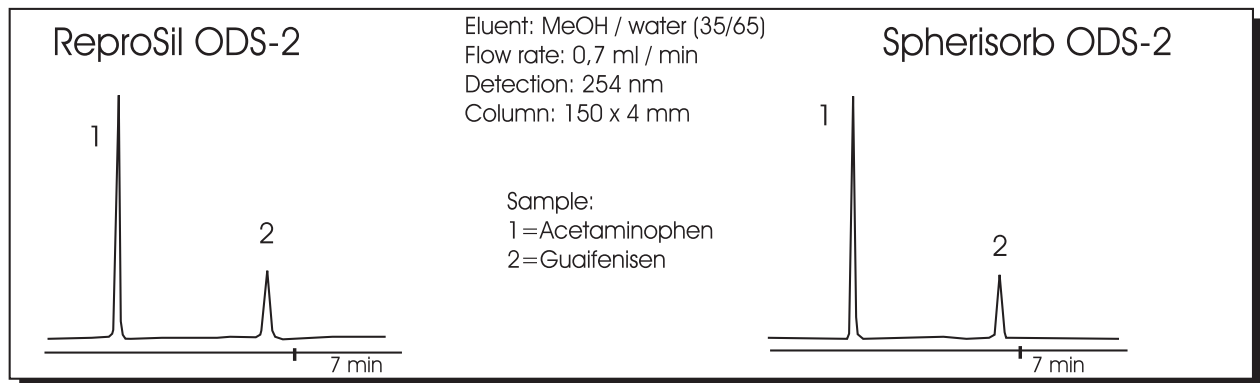 ReproSil ODS-2
1
2
7 min
Eluent: MeOH / water (35/65)
Flow rate: 0,7 ml / min
Detection: 254 nm
Column: 150 x 4 mm
Sample:
1=Acetaminophen
2=Guaifenisen
Spherisorb ODS-2
1
2
7 min